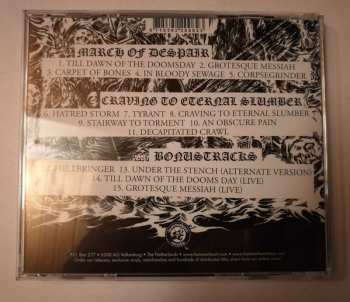 MARCH OF DESPAIR
1. TILL DAWN OF THE DOOMSDAY 2. GROTESQUE MESSIAH
3. CARPET OF BONES 4. IN BLOODY SEWAGE 5. CORPSEGRINDER
CRAVING TO ETERNAL SLUMBER
6. HATRED STORM 7. TYRANT 8. CRAVING TO ETERNAL SLUMBER
9. STAIRWAY TO TORMENT 10. AN OBSCURE PAIN
11. DECAPITATED CRAWL
BONUSTRACKS
HELLBRINGER 13. UNDER THE STENCH (ALTERNATE VERSION)
14. TILL DAWN OF THE DOOMS DAY (LIVE)
15. GROTESQUE MESSIAH (LIVE)
The Netherlands